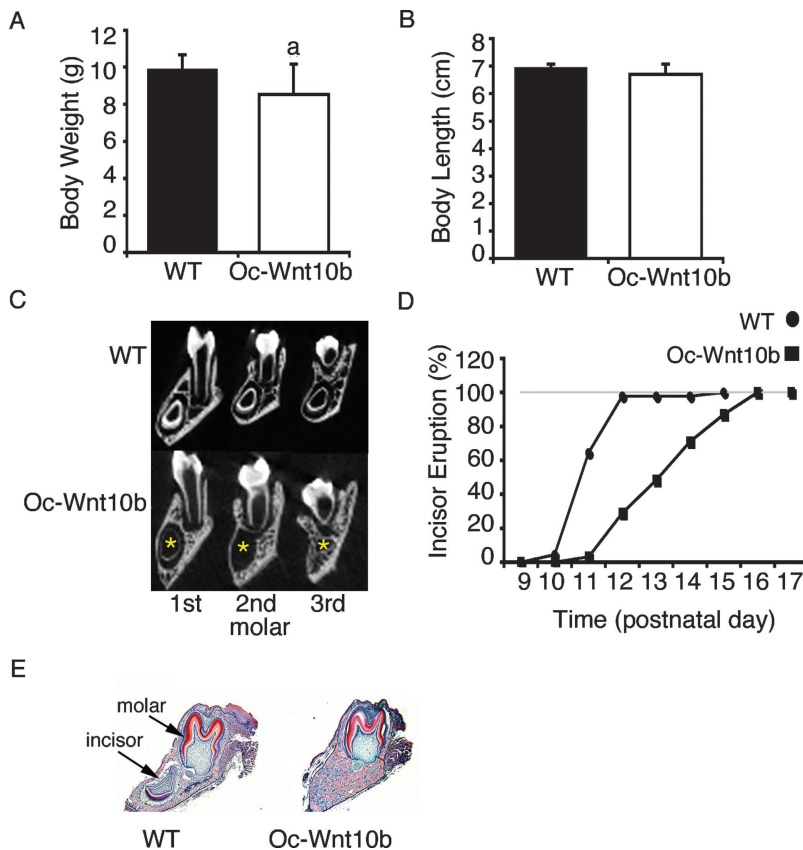 A
12
10
8
6
4
2
0
Body Weight (g)
a
WT
Oc-Wnt10b
B
8
7
6
5
4
3
2
1
0
Body Length (cm)
WT
Oc-Wnt10b
C
WT
Oc-Wnt10b
*
*
*
1st
2nd
3rd
molar
D
WT
Oc-Wnt10b
120
100
80
60
40
20
0
Incisor Eruption (%)
9 10 11 12 13 14 15 16 17
Time (postnatal day)
E
molar
incisor
WT
Oc-Wnt10b